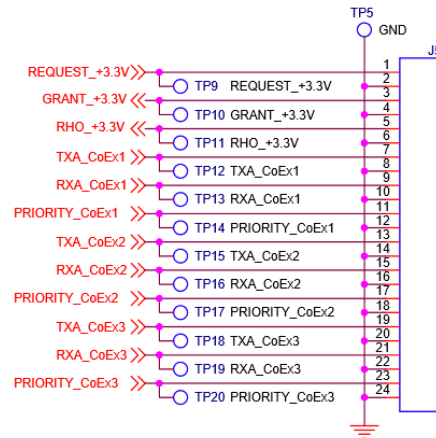 TP5
GND
J5
REQUEST_+3.3V 1
2
TP9 REQUEST_+3.3V
GRANT_+3.3V 3
4
TP10 GRANT_+3.3V
RHO_+3.3V 5
6
TP11 RHO_+3.3V
TXA_CoEx1 7
8
TP12 TXA_CoEx1
RXA_CoEx1 9
10
TP13 RXA_CoEx1
PRIORITY_CoEx1 11
12
TP14 PRIORITY_CoEx1
TXA_CoEx2 13
14
TP15 TXA_CoEx2
RXA_CoEx2 15
16
TP16 RXA_CoEx2
PRIORITY_CoEx2 17
18
TP17 PRIORITY_CoEx2
TXA_CoEx3 19
20
TP18 TXA_CoEx3
RXA_CoEx3 21
22
TP19 RXA_CoEx3
PRIORITY_CoEx3 23
24
TP20 PRIORITY_CoEx3